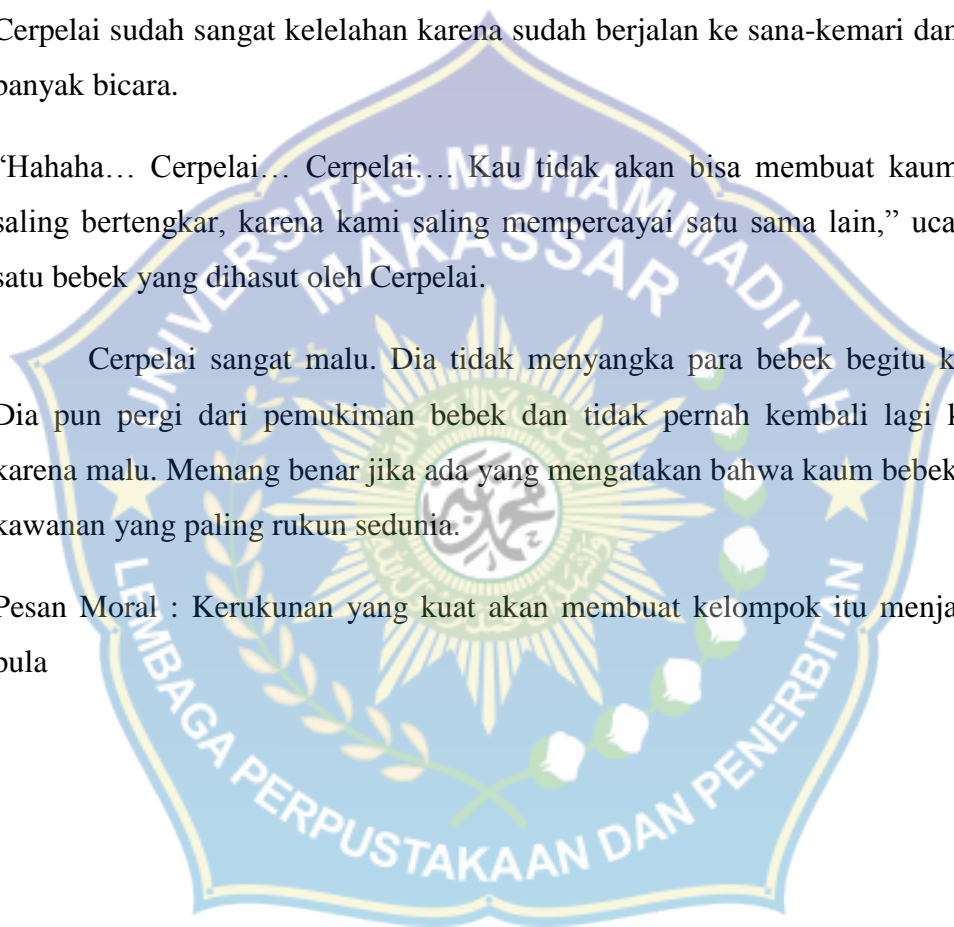 Cerpelai sudah sangat kelelahan karena sudah berjalan ke sana-kemari dan
banyak bicara.
“Hahaha… Cerpelai… Cerpelai…. Kau tidak akan bisa membuat kaum
saling bertengkar, karena kami saling mempercayai satu sama lain,”
satu bebek yang dihasut oleh Cerpelai.
Cerpelai sangat malu. Dia tidak menyangka para bebek begitu
Dia pun pergi dari pemukiman bebek dan tidak pernah kembali lagi
karena malu. Memang benar jika ada yang mengatakan bahwa kaum bebek
kawanan yang paling rukun sedunia.
Pesan Moral : Kerukunan yang kuat akan membuat kelompok itu
pula
UNIVERSITAS MUHAMMADIYAH
MAKASSAR
محمد
LEMBAGA PERPUSTAKAAN DAN PENERBITAN